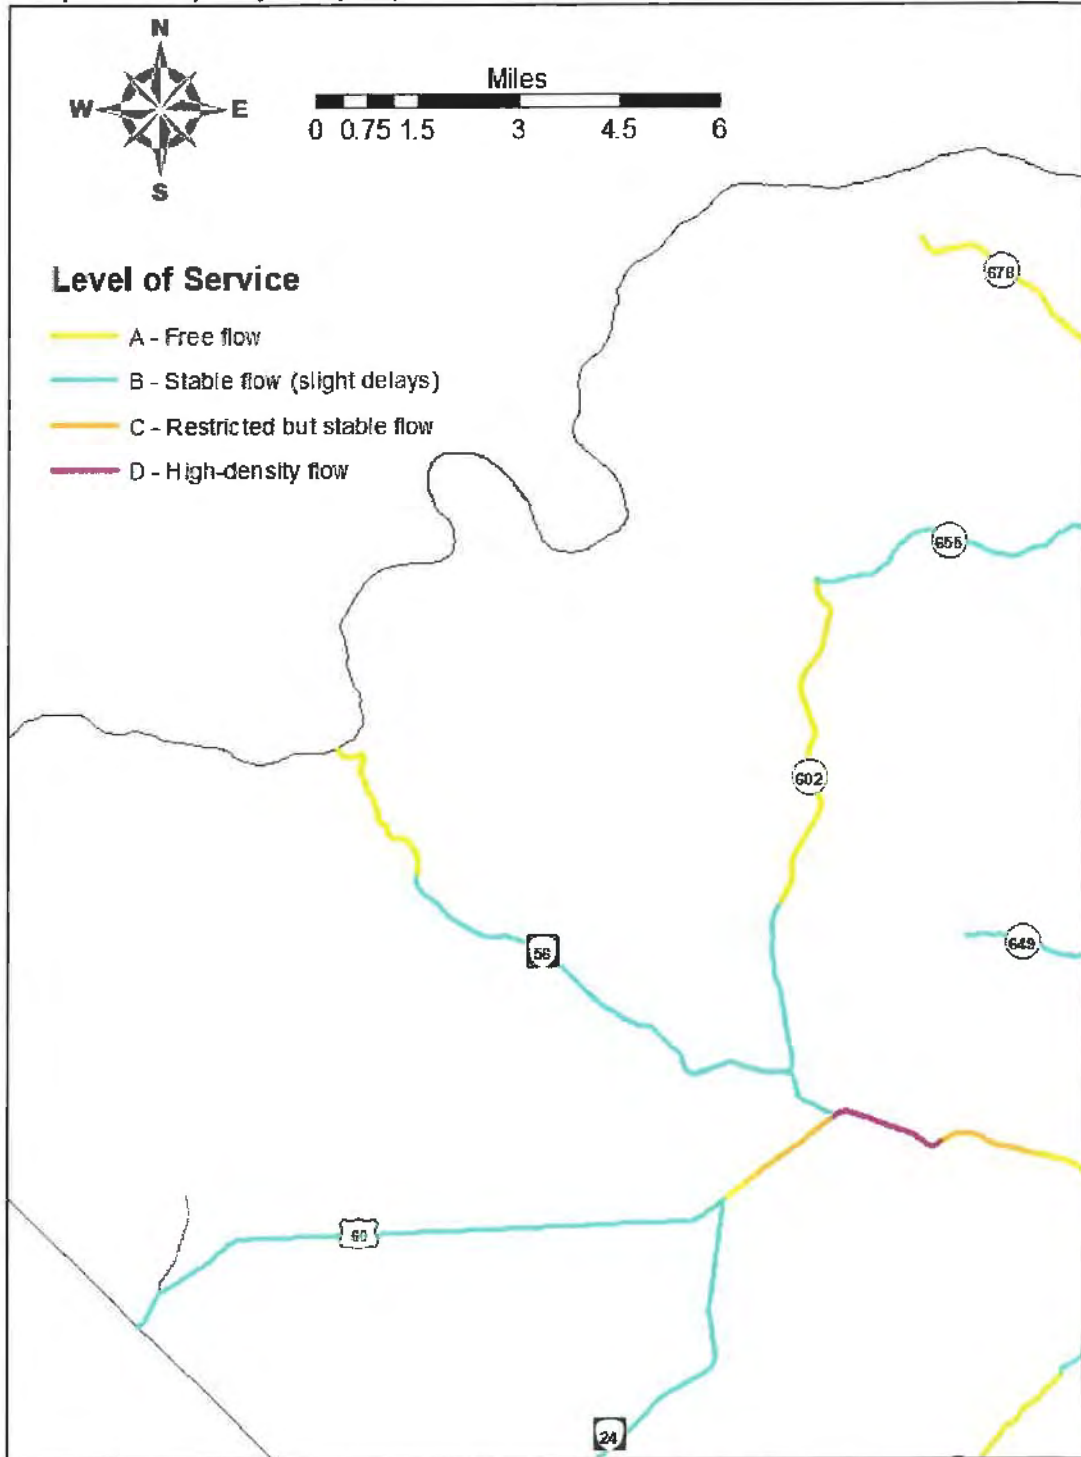 N
W E
S
Miles
0 0.75 1.5 3 4.5 6
Level of Service
A - Free flow
B - Stable flow (slight delays)
C - Restricted but stable flow
D - High-density flow
678
655
602
56
649
60
24